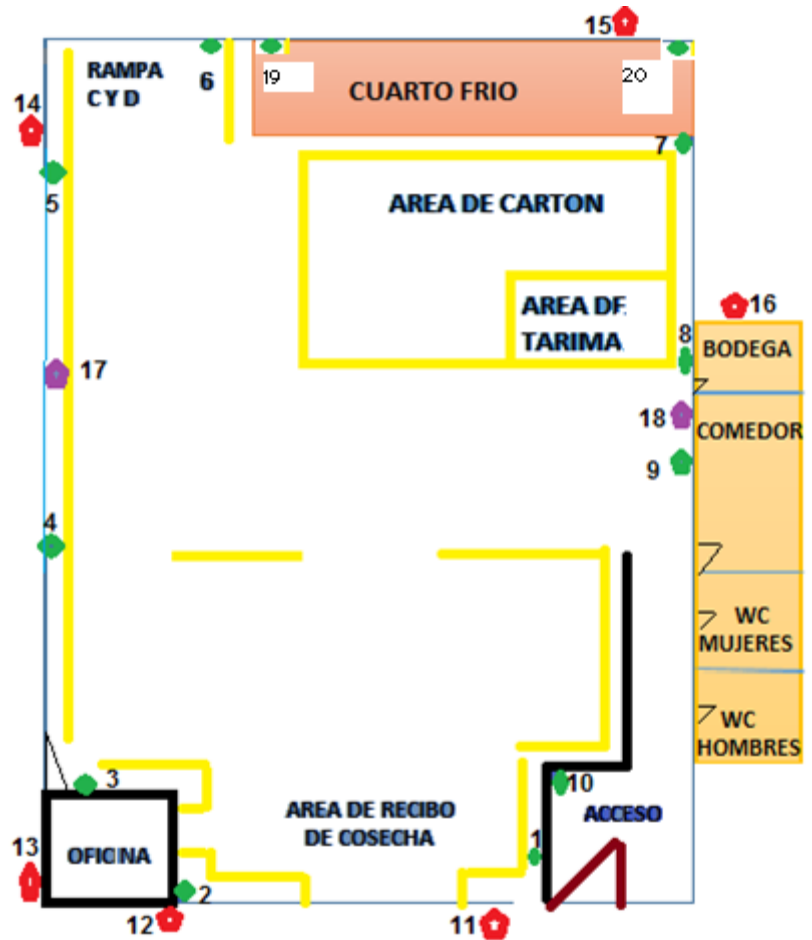 15
RAMPA
C Y D
6
19
CUARTO FRIO
20
14
7
5
AREA DE CARTON
AREA DE
TARIMA
8
16
BODEGA
17
18
COMEDOR
9
4
WC
MUJERES
WC
HOMBRES
3
10
AREA DE RECIBO
DE COSECHA
ACCESO
1
13
OFICINA
2
12
11